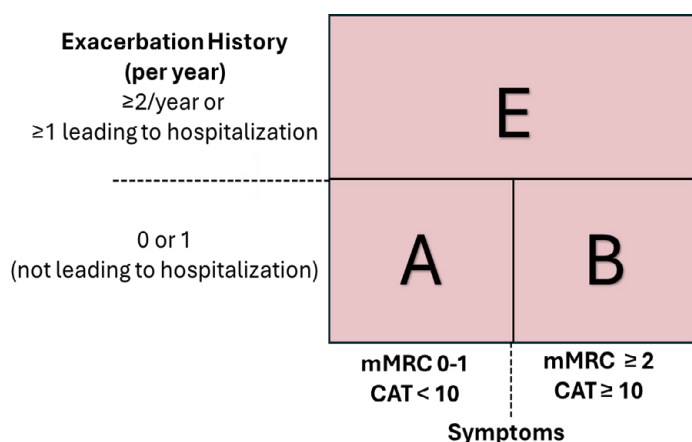 Exacerbation History
(per year)
≥2/year or
≥1 leading to hospitalization
E
0 or 1
(not leading to hospitalization)
A
B
mMRC 0-1
CAT < 10
mMRC ≥ 2
CAT ≥ 10
Symptoms